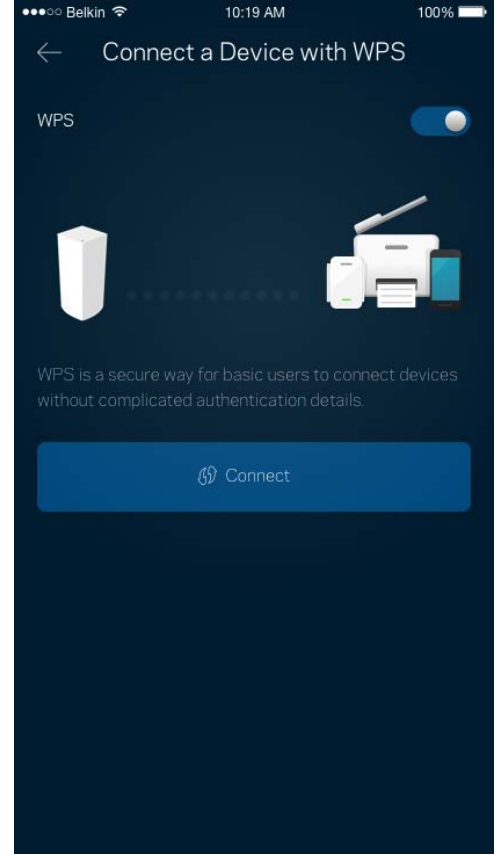 Belkin 10:19 AM 100%
Connect a Device with WPS
WPS
WPS is a secure way for basic users to connect devices
without complicated authentication details.
Connect